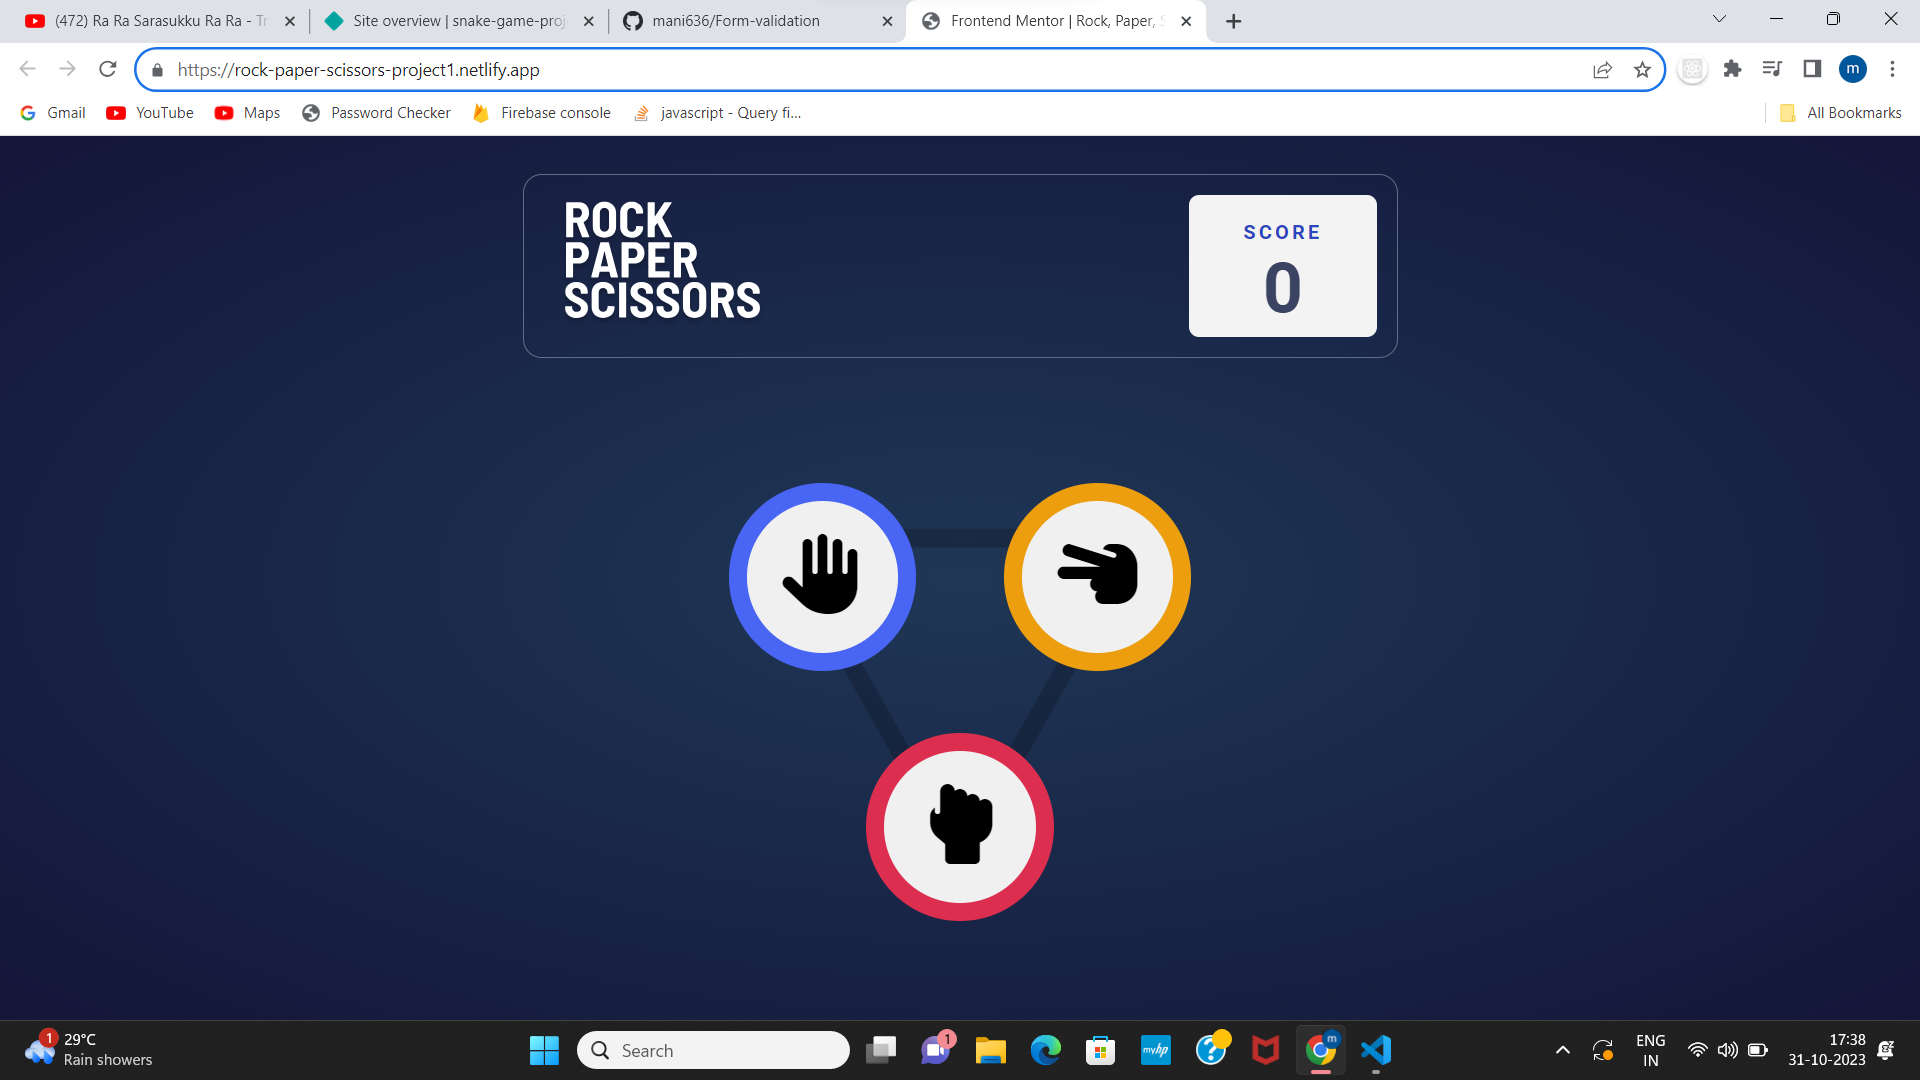 (472) Ra Ra Sarasukku Ra Ra - Tr
Site overview | snake-game-proj
mani636/Form-validation
Frontend Mentor | Rock, Paper, S
https://rock-paper-scissors-project1.netlify.app
m
Gmail
YouTube
Maps
Password Checker
Firebase console
javascript - Query fi...
All Bookmarks
ROCK
PAPER
SCISSORS
SCORE
0
1
29°C
Rain showers
Search
1
myhp
m
ENG
IN
17:38
31-10-2023